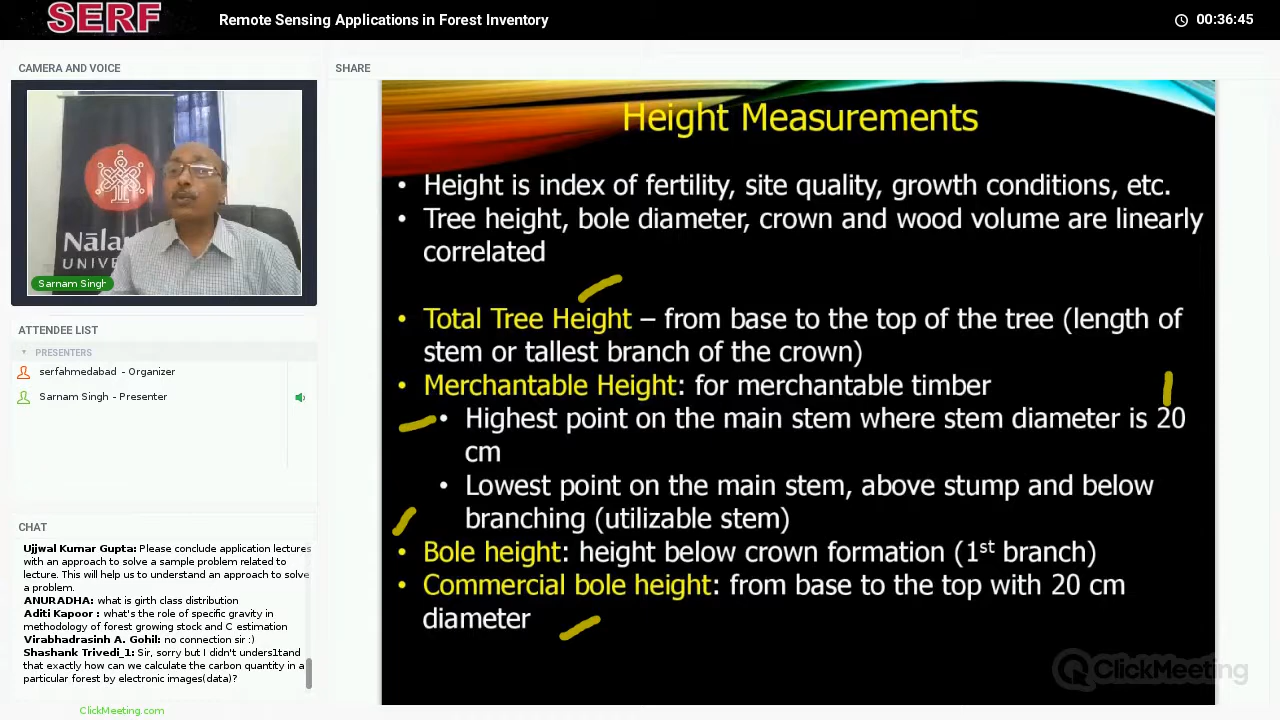 SERF
Remote Sensing Applications in Forest Inventory
00:36:45
CAMERA AND VOICE
SHARE
Nālan
UNIVE
Sarnam Singh
ATTENDEE LIST
PRESENTERS
serfahmedabad - Organizer
Sarnam Singh - Presenter
CHAT
Ujjwal Kumar Gupta: Please conclude application lectures
with an approach to solve a sample problem related to
lecture. This will help us to understand an approach to solve
a problem.
ANURADHA: what is girth class distribution
Aditi Kapoor : what's the role of specific gravity in
methodology of forest growing stock and C estimation
Virabhadrasinh A. Gohil: no connection sir :)
Shashank Trivedi_1: Sir, sorry but I didn't unders1tand
that exactly how can we calculate the carbon quantity in a
particular forest by electronic images(data)?
ClickMeeting.com
Height Measurements
• Height is index of fertility, site quality, growth conditions, etc.
• Tree height, bole diameter, crown and wood volume are linearly
correlated
• Total Tree Height – from base to the top of the tree (length of
stem or tallest branch of the crown)
• Merchantable Height: for merchantable timber
• Highest point on the main stem where stem diameter is 20
cm
• Lowest point on the main stem, above stump and below
branching (utilizable stem)
• Bole height: height below crown formation (1st branch)
• Commercial bole height: from base to the top with 20 cm
diameter
ClickMeeting